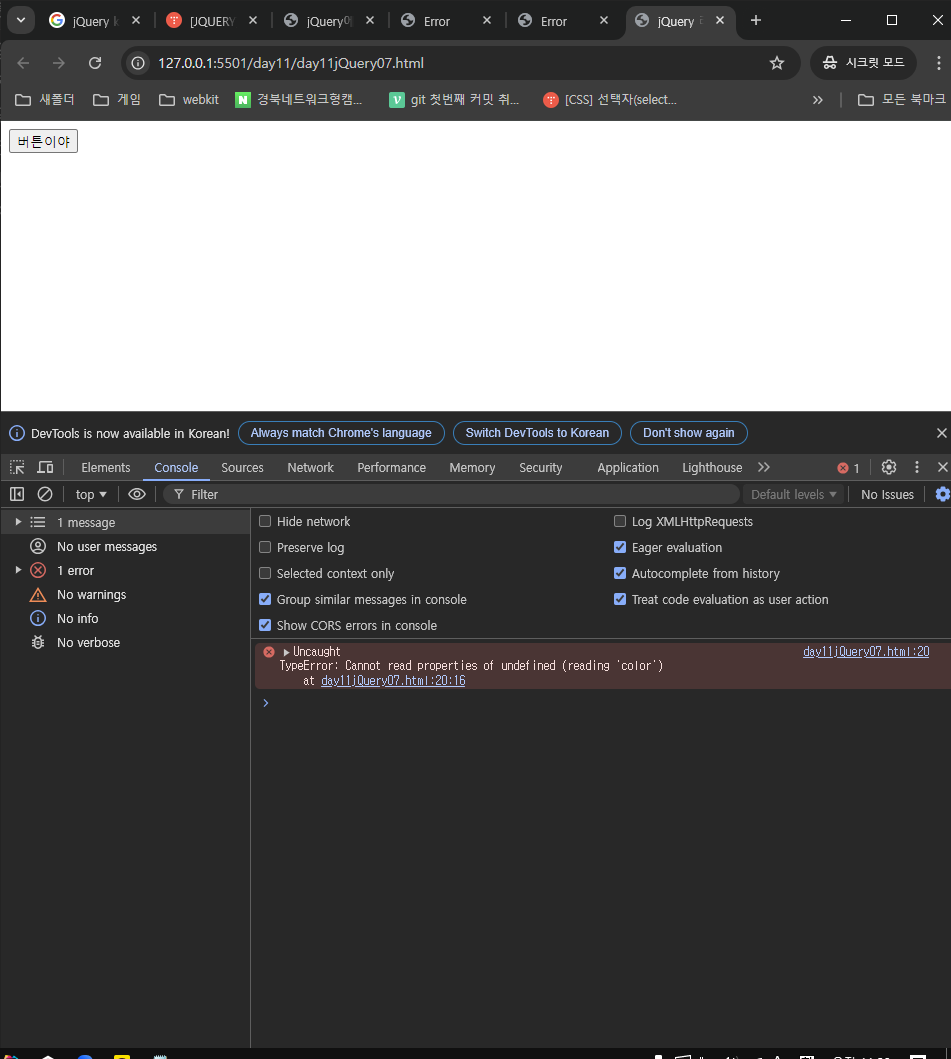 jQuery
[JQUERY
jQuery
Error
Error
jQuery
127.0.0.1:5501/day11/day11jQuery07.html
시크릿 모드
새폴더
게임
webkit
N 경북네트워크형캠...
git 첫번째 커밋 취...
[CSS] 선택자(select...
모든 북마크
버튼이야
DevTools is now available in Korean!
Always match Chrome's language
Switch DevTools to Korean
Don't show again
Elements
Console
Sources
Network
Performance
Memory
Security
Application
Lighthouse
1
top
Filter
Default levels
No Issues
1 message
No user messages
1 error
No warnings
No info
No verbose
Hide network
Log XMLHttpRequests
Preserve log
Eager evaluation
Selected context only
Autocomplete from history
Group similar messages in console
Treat code evaluation as user action
Show CORS errors in console
Uncaught
day11jQuery07.html:20
TypeError: Cannot read properties of undefined (reading 'color')
at day11jQuery07.html:20:16